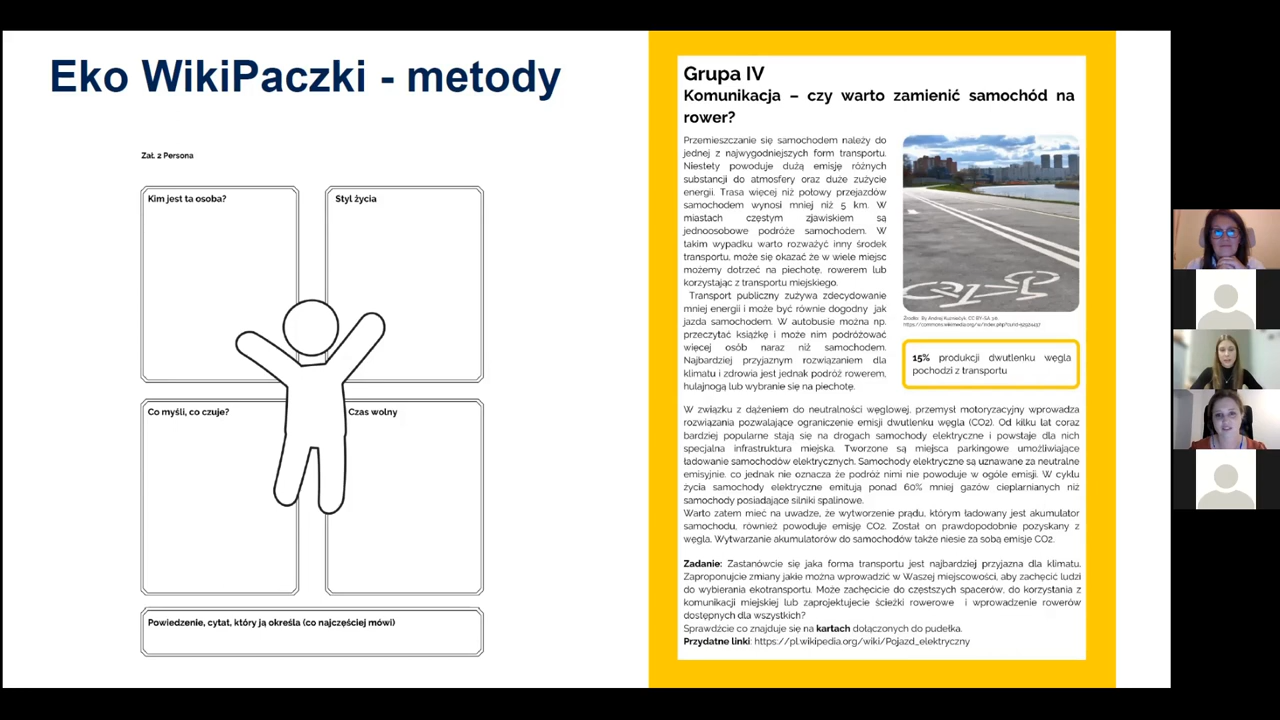 Eko WikiPaczki - metody
Zał. 2 Persona
Kim jest ta osoba?
Styl życia
Co myśli, co czuje?
Czas wolny
Powiedzenie, cytat, który ją określa (co najczęściej mówi)
Grupa IV
Komunikacja – czy warto zamienić samochód na
rower?
Przemieszczanie się samochodem należy do
jednej z najwygodniejszych form transportu.
Niestety powoduje dużą emisję różnych
substancji do atmosfery oraz duże zużycie
energii. Trasa więcej niż połowy przejazdów
samochodem wynosi mniej niż 5 km. W
miastach częstym zjawiskiem są
jednoosobowe podróże samochodem. W
takim wypadku warto rozważyć inny środek
transportu, może się okazać że w wiele miejsc
możemy dotrzeć na piechotę, rowerem lub
korzystając z transportu miejskiego.
Transport publiczny zużywa zdecydowanie
mniej energii i może być równie dogodny jak
jazda samochodem. W autobusie można np.
przeczytać książkę i może nim podróżować
więcej osób naraz niż samochodem.
Najbardziej przyjaznym rozwiązaniem dla
klimatu i zdrowia jest jednak podróż rowerem,
hulajnogą lub wybranie się na piechotę.
Źródło: By Andrej Kuzniečyk, CC BY-SA 3.0,
15% produkcji dwutlenku węgla
pochodzi z transportu
W związku z dążeniem do neutralności węglowej, przemysł motoryzacyjny wprowadza
rozwiązania pozwalające ograniczenie emisji dwutlenku węgla (CO2). Od kilku lat coraz
bardziej popularne stają się na drogach samochody elektryczne i powstaje dla nich
specjalna infrastruktura miejska. Tworzone są miejsca parkingowe umożliwiające
ładowanie samochodów elektrycznych. Samochody elektryczne są uznawane za neutralne
emisyjnie, co jednak nie oznacza że podróż nimi nie powoduje w ogóle emisji. W cyklu
życia samochody elektryczne emitują ponad 60% mniej gazów cieplarnianych niż
samochody posiadające silniki spalinowe.
Warto zatem mieć na uwadze, że wytworzenie prądu, którym ładowany jest akumulator
samochodu, również powoduje emisję CO2. Został on prawdopodobnie pozyskany z
węgla. Wytwarzanie akumulatorów do samochodów także niesie za sobą emisje CO2.
Zadanie: Zastanówcie się jaka forma transportu jest najbardziej przyjazna dla klimatu.
Zaproponujcie zmiany jakie można wprowadzić w Waszej miejscowości, aby zachęcić ludzi
do wybierania ekotransportu. Może zachęcicie do częstszych spacerów, do korzystania z
komunikacji miejskiej lub zaprojektujecie ścieżki rowerowe i wprowadzenie rowerów
dostępnych dla wszystkich?
Sprawdźcie co znajduje się na kartach dołączonych do pudełka.
Przydatne linki: https://pl.wikipedia.org/wiki/Pojazd_elektryczny